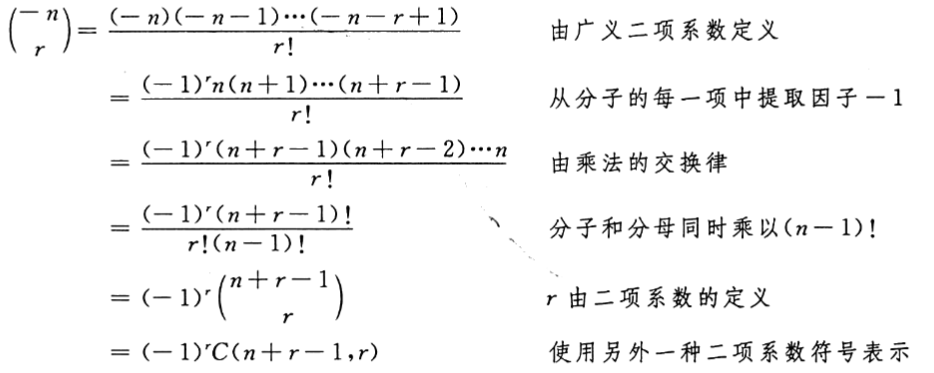 $\binom{-n}{r} = \frac{(-n)(-n-1)\cdots(-n-r+1)}{r!}$ 由广义二项系数定义
$= \frac{(-1)^r n(n+1)\cdots(n+r-1)}{r!}$ 从分子的每一项中提取因子－1
$= \frac{(-1)^r (n+r-1)(n+r-2)\cdots n}{r!}$ 由乘法的交换律
$= \frac{(-1)^r (n+r-1)!}{r!(n-1)!}$ 分子和分母同时乘以(n－1)!
$= (-1)^r \binom{n+r-1}{r}$ r 由二项系数的定义
$= (-1)^r C(n+r-1,r)$ 使用另外一种二项系数符号表示